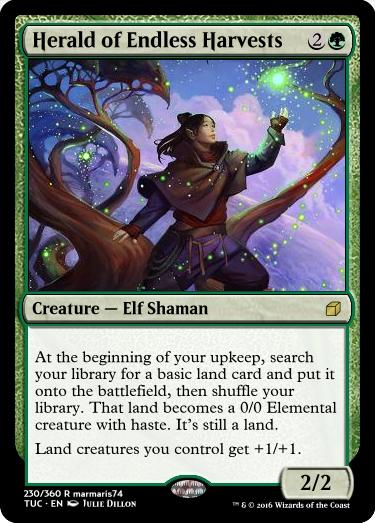 Herald of Endless Harvests 2
Creature — Elf Shaman
At the beginning of your upkeep, search
your library for a basic land card and put it
onto the battlefield, then shuffle your
library. That land becomes a 0/0 Elemental
creature with haste. It's still a land.
Land creatures you control get +1/+1.
2/2
230/360 R marmaris74
TUC • EN JULIE DILLON
™ & © 2016 Wizards of the Coast